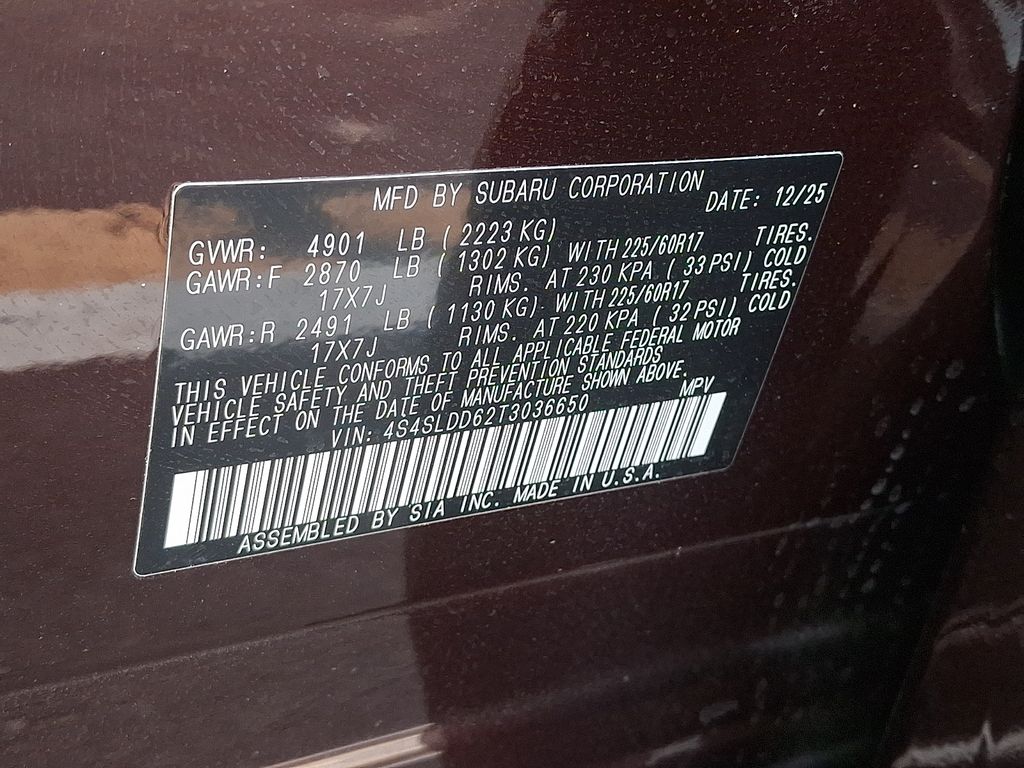 MFD BY SUBARU CORPORATION DATE: 12/25
GVWR: 4901 LB ( 2223 KG)
GAWR:F 2870 LB ( 1302 KG) WITH 225/60R17 TIRES.
17X7J RIMS. AT 230 KPA ( 33 PSI) COLD
GAWR:R 2491 LB ( 1130 KG) WITH 225/60R17 TIRES.
17X7J RIMS. AT 220 KPA ( 32 PSI) COLD
THIS VEHICLE CONFORMS TO ALL APPLICABLE FEDERAL MOTOR
VEHICLE SAFETY AND THEFT PREVENTION STANDARDS
IN EFFECT ON THE DATE OF MANUFACTURE SHOWN ABOVE.
VIN: 4S4SLDD62T3036650 MPV
ASSEMBLED BY SIA INC. MADE IN U.S.A.